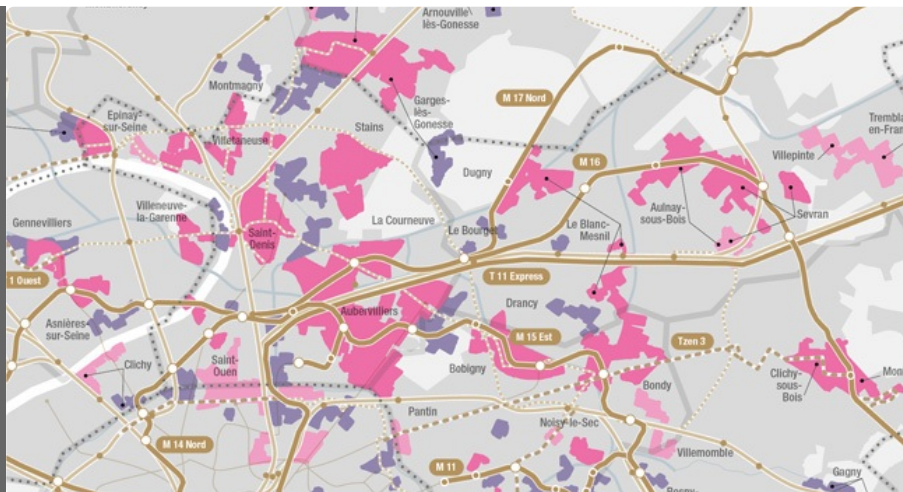 Arnouville
lès-Gonesse
Montmagny
M 17 Nord
Garges-
lès-
Gonesse
Epinay-
sur-Seine
Villetaneuse
Stains
Tremblay
en-Fran
Villepinte
M 16
Dugny
Villeneuve-
la-Garenne
Aulnay-
sous-Bois
Sevran
Gennevilliers
Saint-
Denis
La Courneuve
Le Bourget
Le Blanc-
Mesnil
1 Ouest
T 11 Express
Asnières-
sur-Seine
Aubervilliers
Drancy
M 15 Est
Tzen 3
Clichy
Saint-
Ouen
Bobigny
Clichy-
sous-
Bois
Mon
Bondy
Pantin
Noisy-le-Sec
M 14 Nord
Villemomble
M 11
Gagny